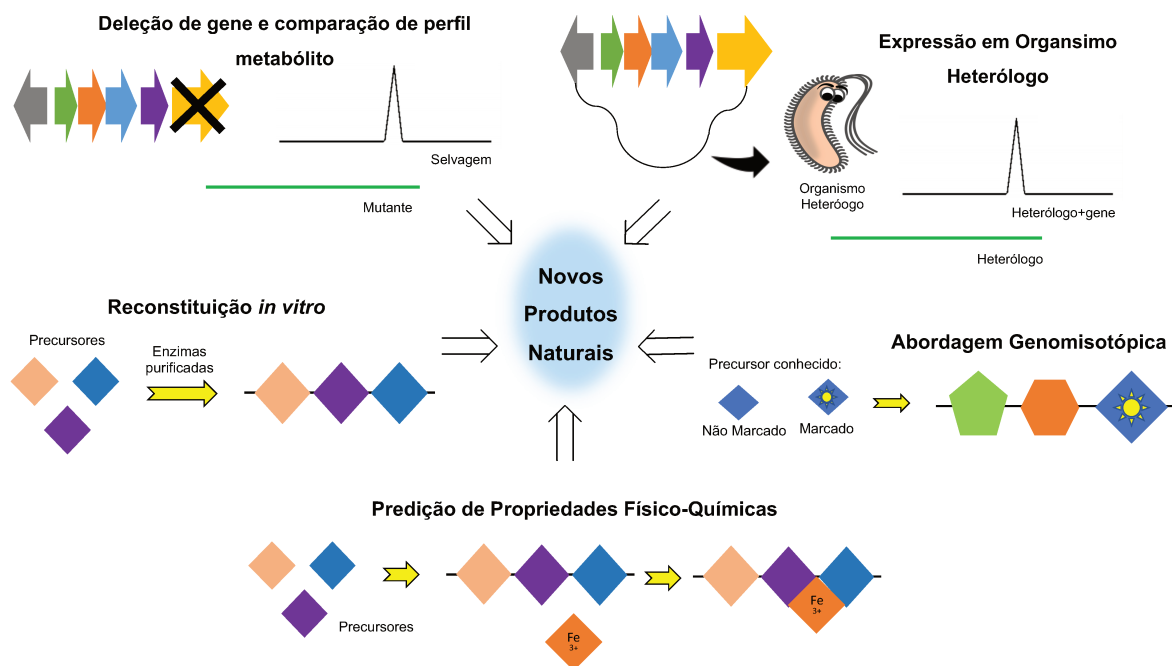 Deleção de gene e comparação de perfil
metabólito
Selvagem
Mutante
Expressão em Organsimo
Heterólogo
Organismo
Heteróogo
Heterólogo+gene
Heterólogo
Novos
Produtos
Naturais
Reconstituição in vitro
Precursores
Enzimas
purificadas
Abordagem Genomisotópica
Precursor conhecido:
Não Marcado
Marcado
Predição de Propriedades Físico-Químicas
Precursores
Fe
3+
Fe
3+